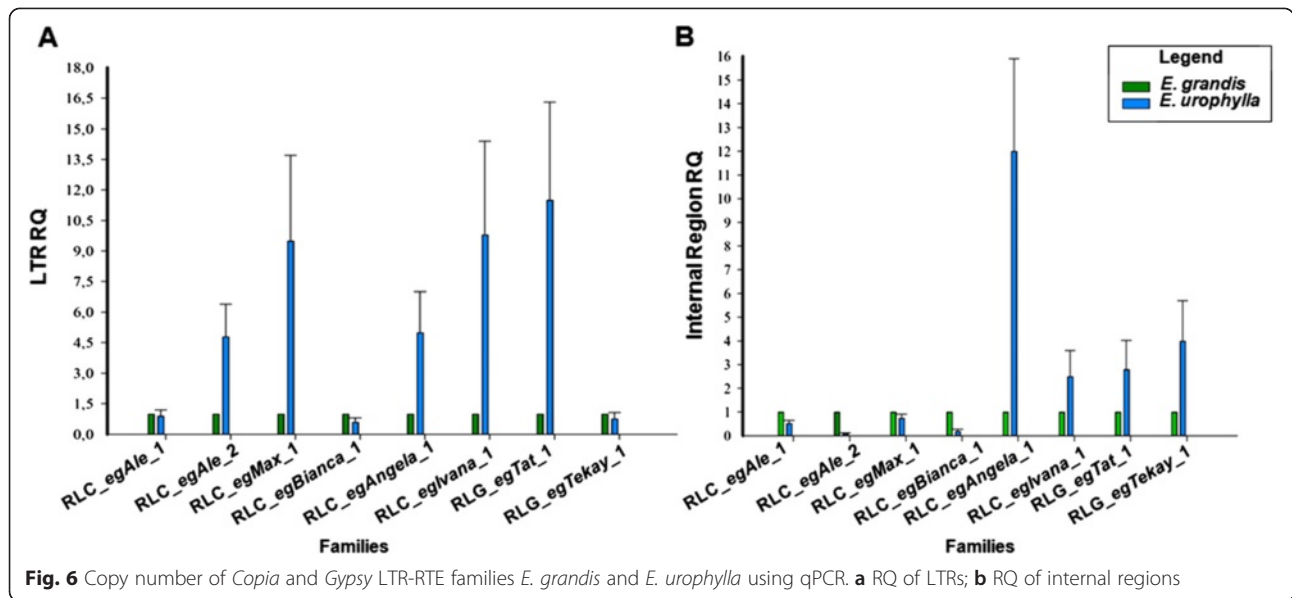 A
LTR RQ
18,0
16,5
15,0
13,5
12,0
10,5
9,0
7,5
6,0
4,5
3,0
1,5
0,0
RLC_egAle_1
RLC_egAle_2
RLC_egMax_1
RLC_egBianca_1
RLC_egAngela_1
RLC_egIvana_1
RLG_egTat_1
RLG_egTekay_1
Families
B
Internal Region RQ
16
15
14
13
12
11
10
9
8
7
6
5
4
3
2
1
0
RLC_egAle_1
RLC_egAle_2
RLC_egMax_1
RLC_egBianca_1
RLC_egAngela_1
RLC_egIvana_1
RLG_egTat_1
RLG_egTekay_1
Families
Legend
E. grandis
E. urophylla
Fig. 6 Copy number of Copia and Gypsy LTR-RTE families E. grandis and E. urophylla using qPCR. a RQ of LTRs; b RQ of internal regions